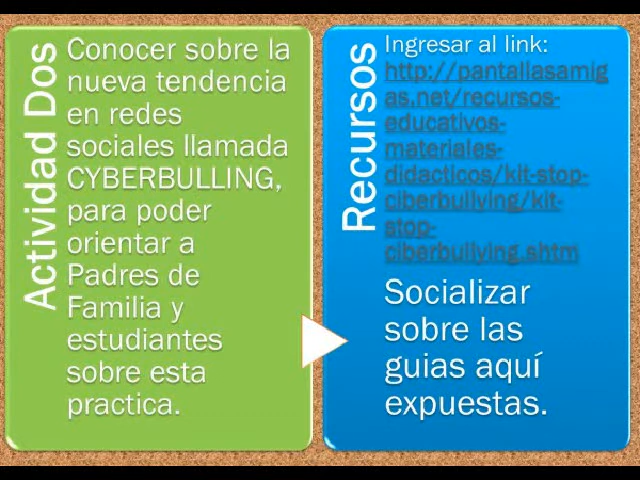 Actividad Dos
Conocer sobre la
nueva tendencia
en redes
sociales llamada
CYBERBULLING,
para poder
orientar a
Padres de
Familia y
estudiantes
sobre esta
practica.
Recursos
Ingresar al link:
http://pantallasamig
as.net/recursos-
educativos-
materiales-
didacticos/kit-stop-
ciberbullying/kit-
stop-
ciberbullying.shtm
Socializar
sobre las
guias aquí
expuestas.